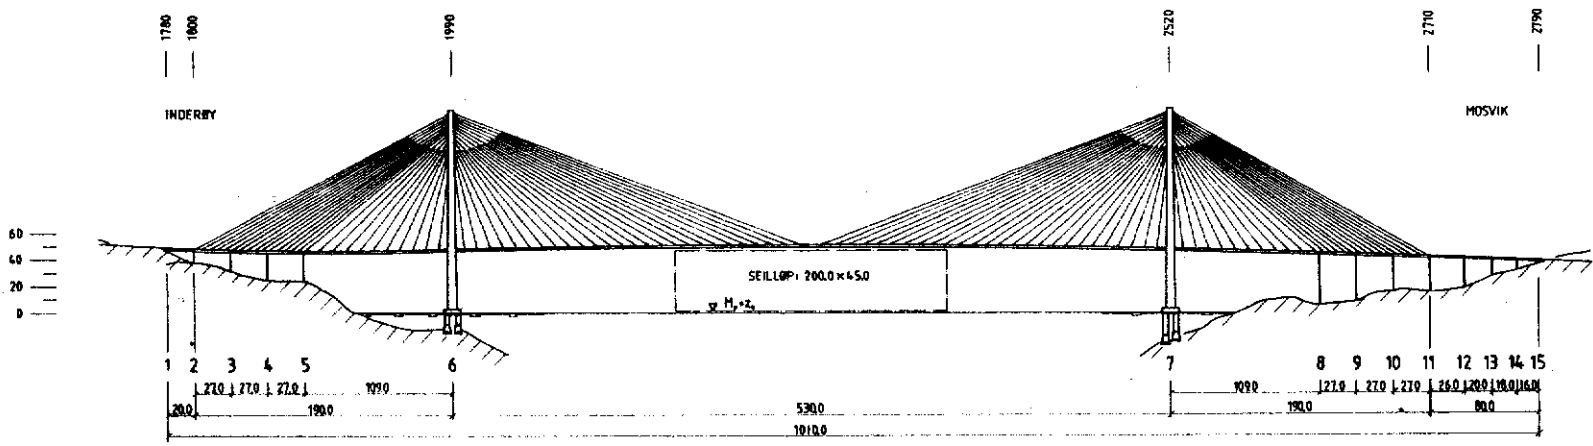 1780 1800 1990 2520 2710 2790
INDERØY MOSVIK
60
40
20
0
SEILLØP: 200.0 × 45.0
1 2 3 4 5 6 7 8 9 10 11 12 13 14 15
27.0 27.0 27.0 109.0 109.0 27.0 27.0 27.0 26.0 20.0 18.0 16.0
20.0 190.0 530.0 190.0 80.0
1010.0